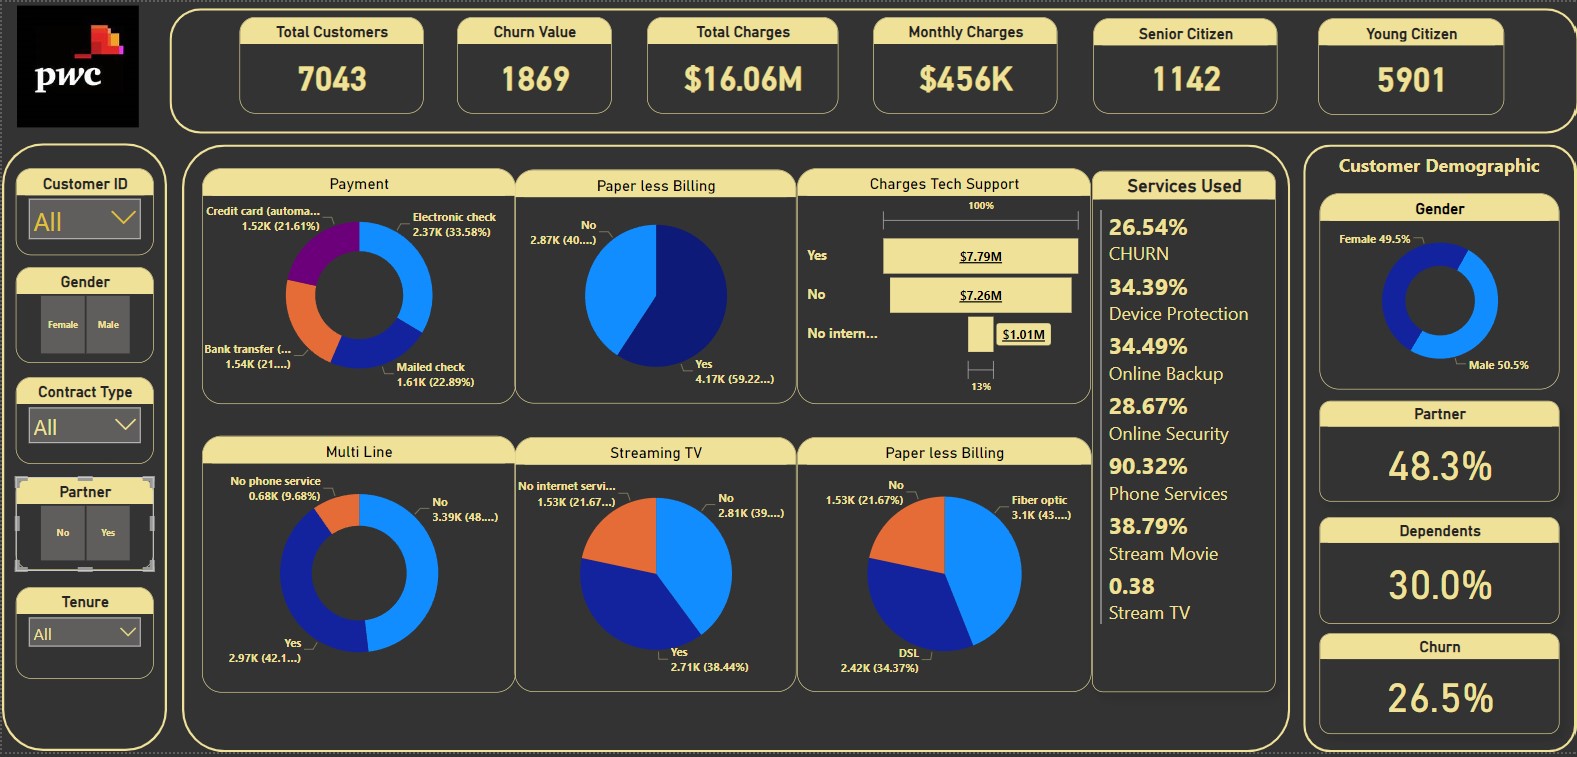 pwc
Total Customers
7043
Churn Value
1869
Total Charges
$16.06M
Monthly Charges
$456K
Senior Citizen
1142
Young Citizen
5901
Customer ID
All
Gender
Female
Male
Contract Type
All
Partner
No
Yes
Tenure
All
Payment
Credit card (automa...
1.52K (21.61%)
Electronic check
2.37K (33.58%)
Bank transfer (...
1.54K (21....)
Mailed check
1.61K (22.89%)
Paper less Billing
No
2.87K (40....)
Yes
4.17K (59.22...)
Charges Tech Support
100%
Yes
$7.79M
No
$7.26M
No intern...
$1.01M
13%
Multi Line
No phone service
0.68K (9.68%)
No
3.39K (48....)
Yes
2.97K (42.1...)
Streaming TV
No internet servi...
1.53K (21.67...)
No
2.81K (39....)
Yes
2.71K (38.44%)
Paper less Billing
No
1.53K (21.67%)
Fiber optic
3.1K (43....)
DSL
2.42K (34.37%)
Services Used
26.54%
CHURN
34.39%
Device Protection
34.49%
Online Backup
28.67%
Online Security
90.32%
Phone Services
38.79%
Stream Movie
0.38
Stream TV
Customer Demographic
Gender
Female 49.5%
Male 50.5%
Partner
48.3%
Dependents
30.0%
Churn
26.5%